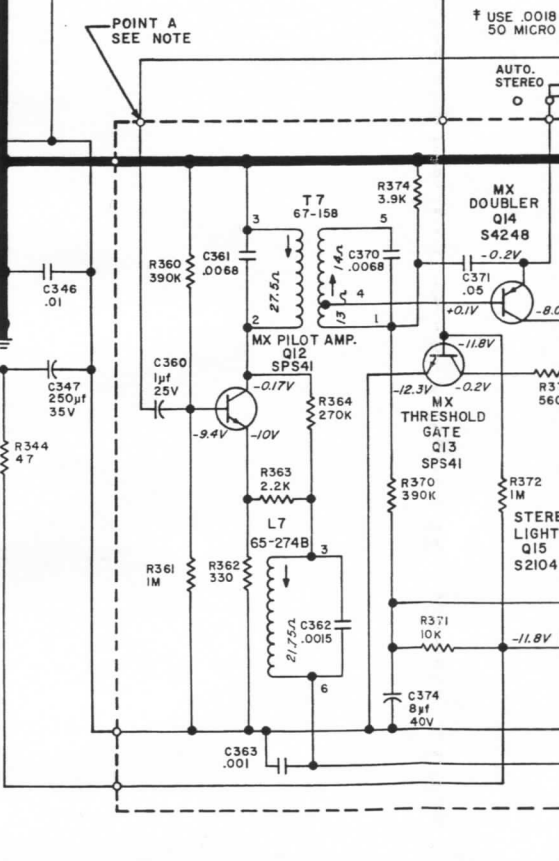 POINT A
SEE NOTE
‡ USE .0018
50 MICRO
AUTO.
STEREO
T 7
67-158
R374
3.9K
MX
DOUBLER
Q14
S4248
3
5
R360
390K
C361
.0068
27.5Ω
14Ω
C370
.0068
-0.2V
C371
.05
C346
.01
4
13 Ω
+0.1V
-8.0
2
1
MX PILOT AMP.
Q12
SPS41
-11.8V
C360
1µf
25V
-0.17V
-12.3V
-0.2V
C347
250µf
35V
R364
270K
MX
THRESHOLD
GATE
Q13
SPS41
R37
560
-9.4V
-10V
R344
47
R363
2.2K
R370
390K
R372
1M
L7
65-274B
STERE
LIGHT
Q15
S2104
3
R361
1M
R362
330
21.75Ω
C362
.0015
R371
10K
-11.8V
6
C374
8µf
40V
C363
.001